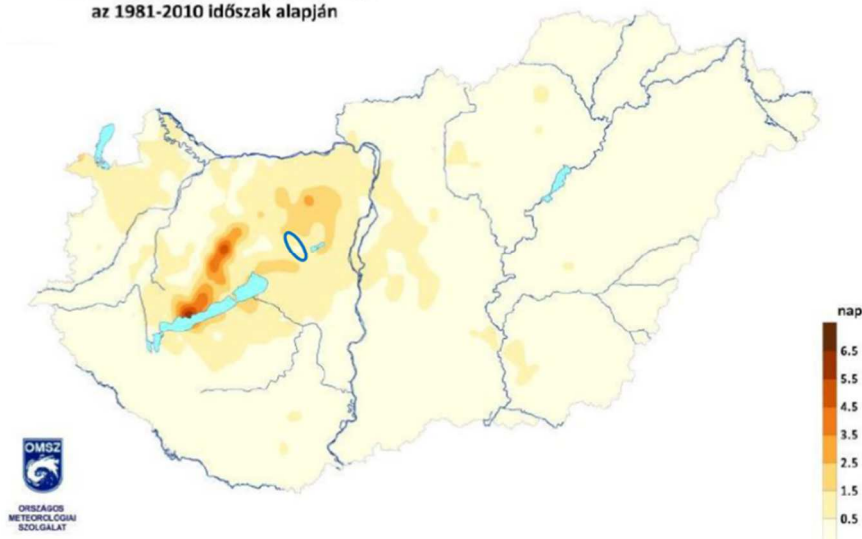 az 1981-2010 időszak alapján
nap
6.5
5.5
4.5
3.5
2.5
1.5
0.5
OMSZ
ORSZÁGOS
METEOROLÓGIAI
SZOLGÁLAT